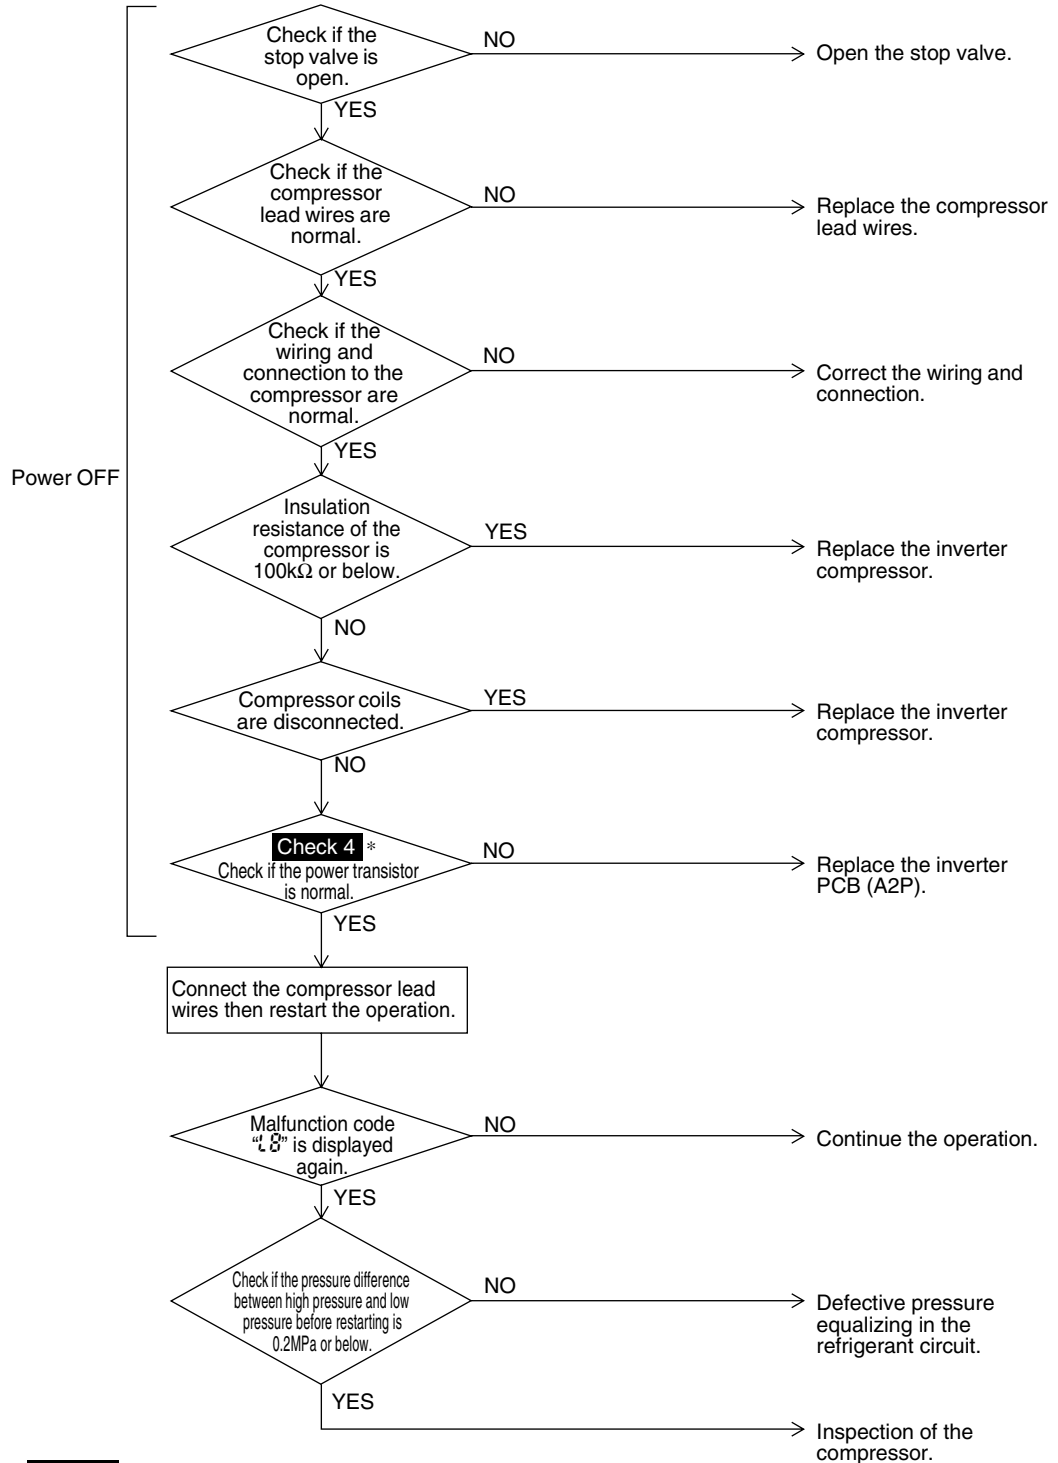 Check if the
stop valve is
open.
NO
Open the stop valve.
YES
Check if the
compressor
lead wires are
normal.
NO
Replace the compressor
lead wires.
YES
Check if the
wiring and
connection to the
compressor are
normal.
NO
Correct the wiring and
connection.
YES
Power OFF
Insulation
resistance of the
compressor is
100kΩ or below.
YES
Replace the inverter
compressor.
NO
Compressor coils
are disconnected.
YES
Replace the inverter
compressor.
NO
Check 4 *
Check if the power transistor
is normal.
NO
Replace the inverter
PCB (A2P).
YES
Connect the compressor lead
wires then restart the operation.
Malfunction code
“L8” is displayed
again.
NO
Continue the operation.
YES
Check if the pressure difference
between high pressure and low
pressure before restarting is
0.2MPa or below.
NO
Defective pressure
equalizing in the
refrigerant circuit.
YES
Inspection of the
compressor.